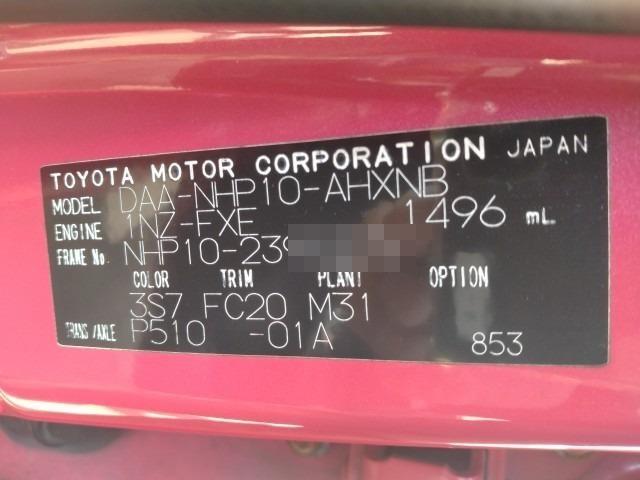 TOYOTA MOTOR CORPORATION JAPAN
MODEL DAA-NHP10-AHXNB
ENGINE 1NZ-FXE 1496 mL
FRAME No. NHP10-239
COLOR TRIM PLANT OPTION
3S7 FC20 M31
TRANS/AXLE P510 -01A 853